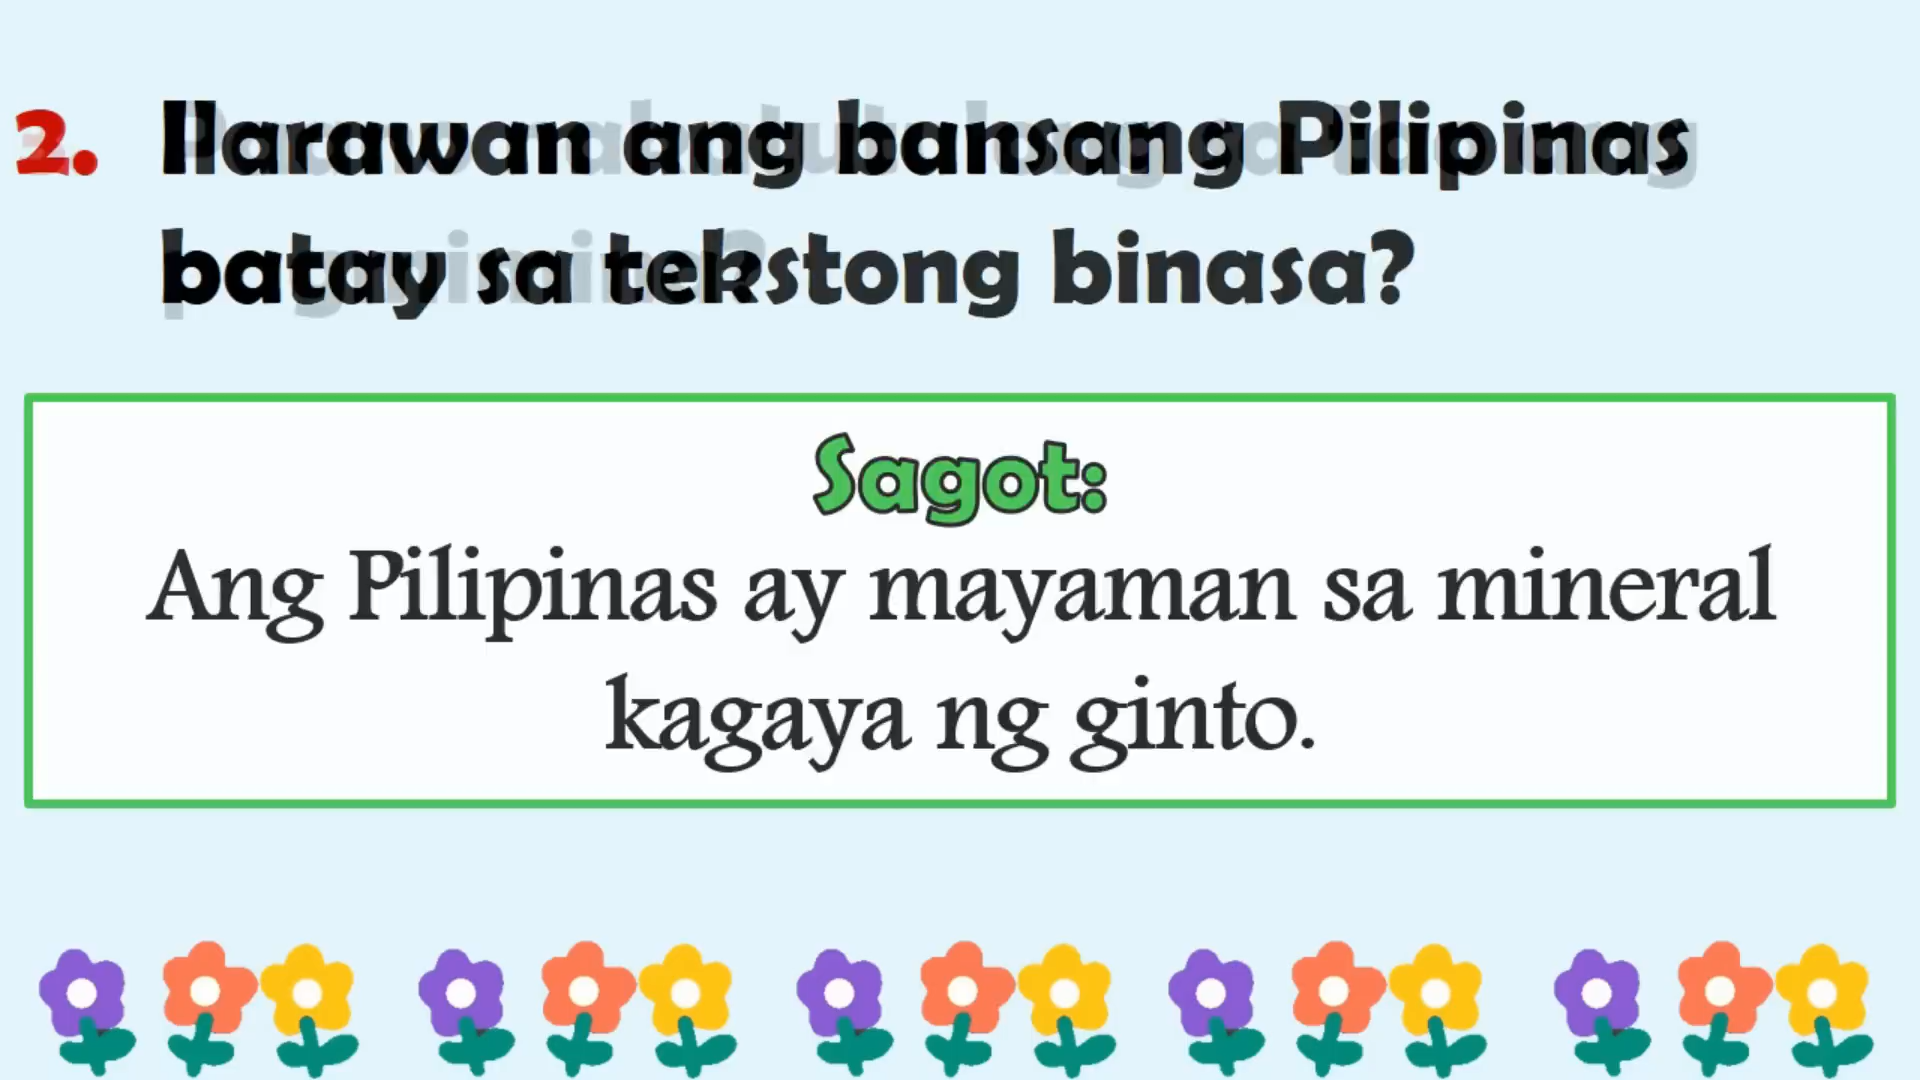 2. Ilarawan ang bansang Pilipinas
batay sa tekstong binasa?
Sagot:
Ang Pilipinas ay mayaman sa mineral
kagaya ng ginto.